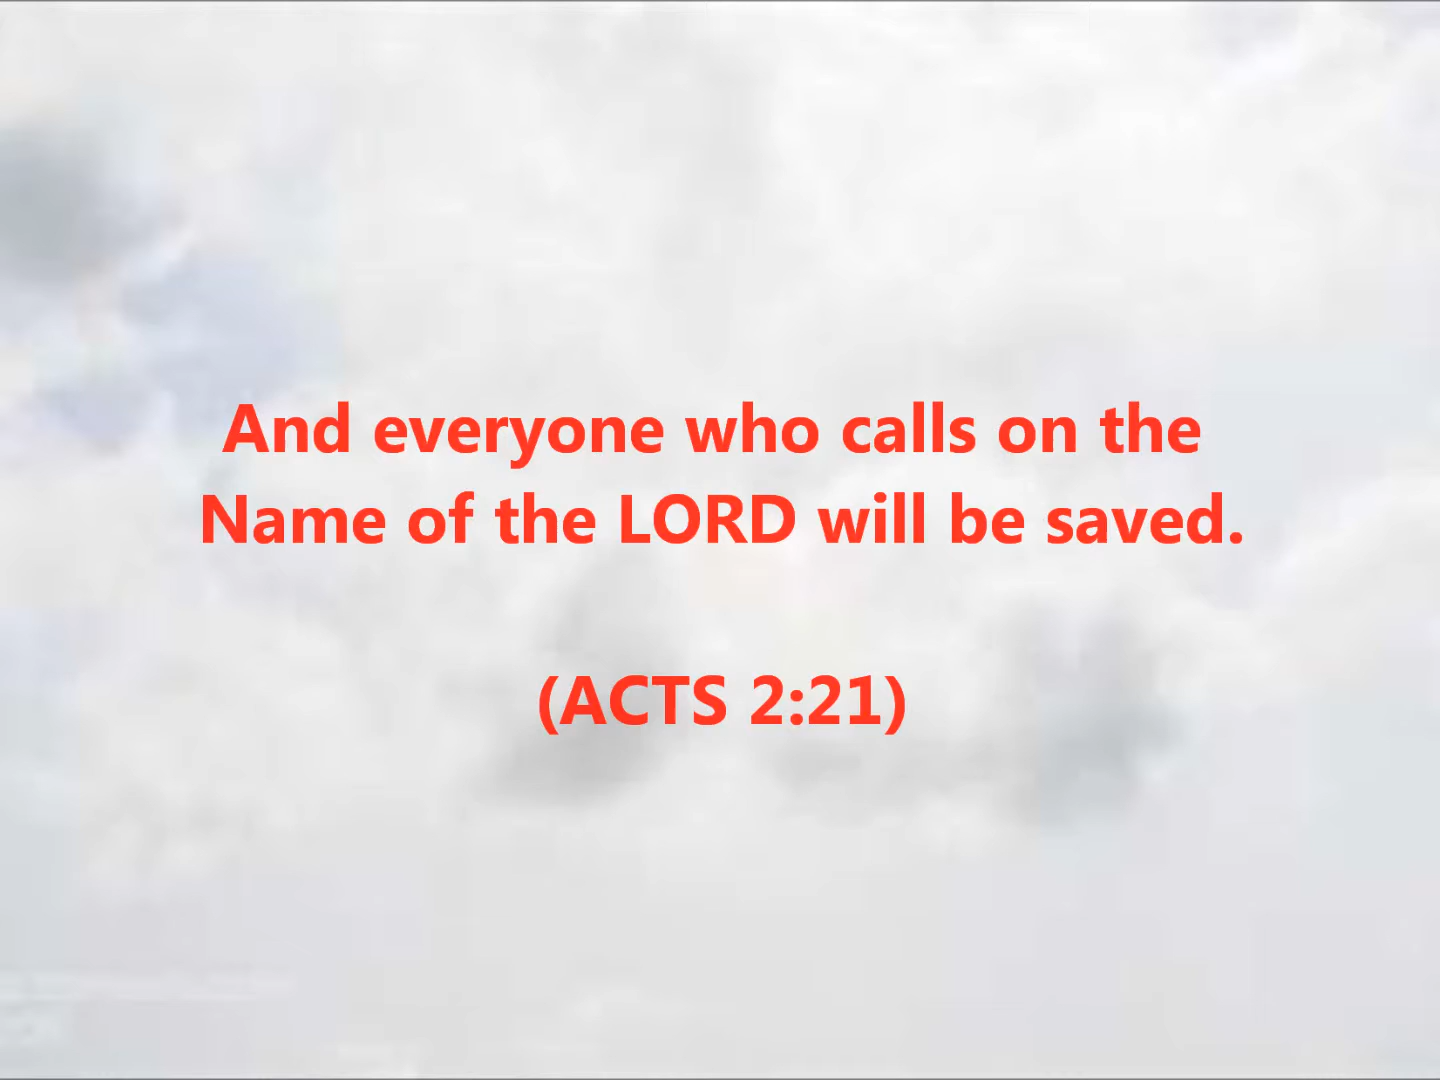 And everyone who calls on the
Name of the LORD will be saved.
(ACTS 2:21)